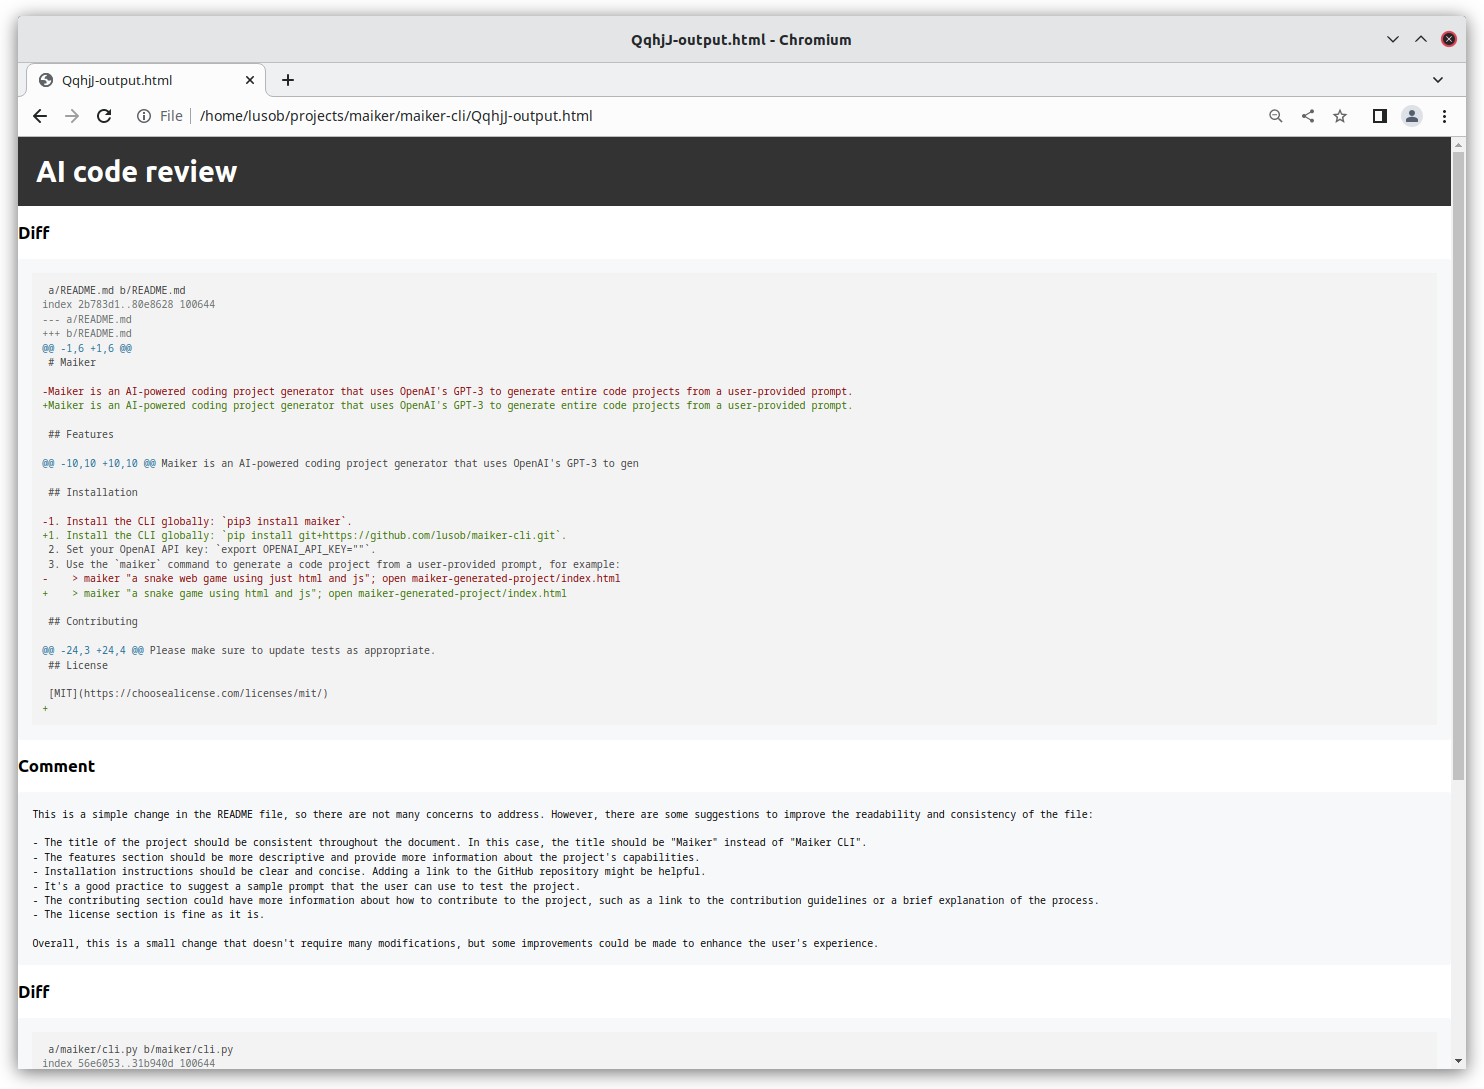 QqhjJ-output.html - Chromium
QqhjJ-output.html
File /home/lusob/projects/maiker/maiker-cli/QqhjJ-output.html
AI code review
Diff
a/README.md b/README.md
index 2b783d1..80e8628 100644
--- a/README.md
+++ b/README.md
@@ -1,6 +1,6 @@
# Maiker
-Maiker is an AI-powered coding project generator that uses OpenAI's GPT-3 to generate entire code projects from a user-provided prompt.
+Maiker is an AI-powered coding project generator that uses OpenAI's GPT-3 to generate entire code projects from a user-provided prompt.
## Features
@@ -10,10 +10,10 @@ Maiker is an AI-powered coding project generator that uses OpenAI's GPT-3 to gen
## Installation
-1. Install the CLI globally: `pip3 install maiker`.
+1. Install the CLI globally: `pip install git+https://github.com/lusob/maiker-cli.git`.
2. Set your OpenAI API key: `export OPENAI_API_KEY=""`.
3. Use the `maiker` command to generate a code project from a user-provided prompt, for example:
-    > maiker "a snake web game using just html and js"; open maiker-generated-project/index.html
+    > maiker "a snake game using html and js"; open maiker-generated-project/index.html
## Contributing
@@ -24,3 +24,4 @@ Please make sure to update tests as appropriate.
## License
[MIT](https://choosealicense.com/licenses/mit/)
+
Comment
This is a simple change in the README file, so there are not many concerns to address. However, there are some suggestions to improve the readability and consistency of the file:
- The title of the project should be consistent throughout the document. In this case, the title should be "Maiker" instead of "Maiker CLI".
- The features section should be more descriptive and provide more information about the project's capabilities.
- Installation instructions should be clear and concise. Adding a link to the GitHub repository might be helpful.
- It's a good practice to suggest a sample prompt that the user can use to test the project.
- The contributing section could have more information about how to contribute to the project, such as a link to the contribution guidelines or a brief explanation of the process.
- The license section is fine as it is.
Overall, this is a small change that doesn't require many modifications, but some improvements could be made to enhance the user's experience.
Diff
a/maiker/cli.py b/maiker/cli.py
index 56e6053..31b940d 100644